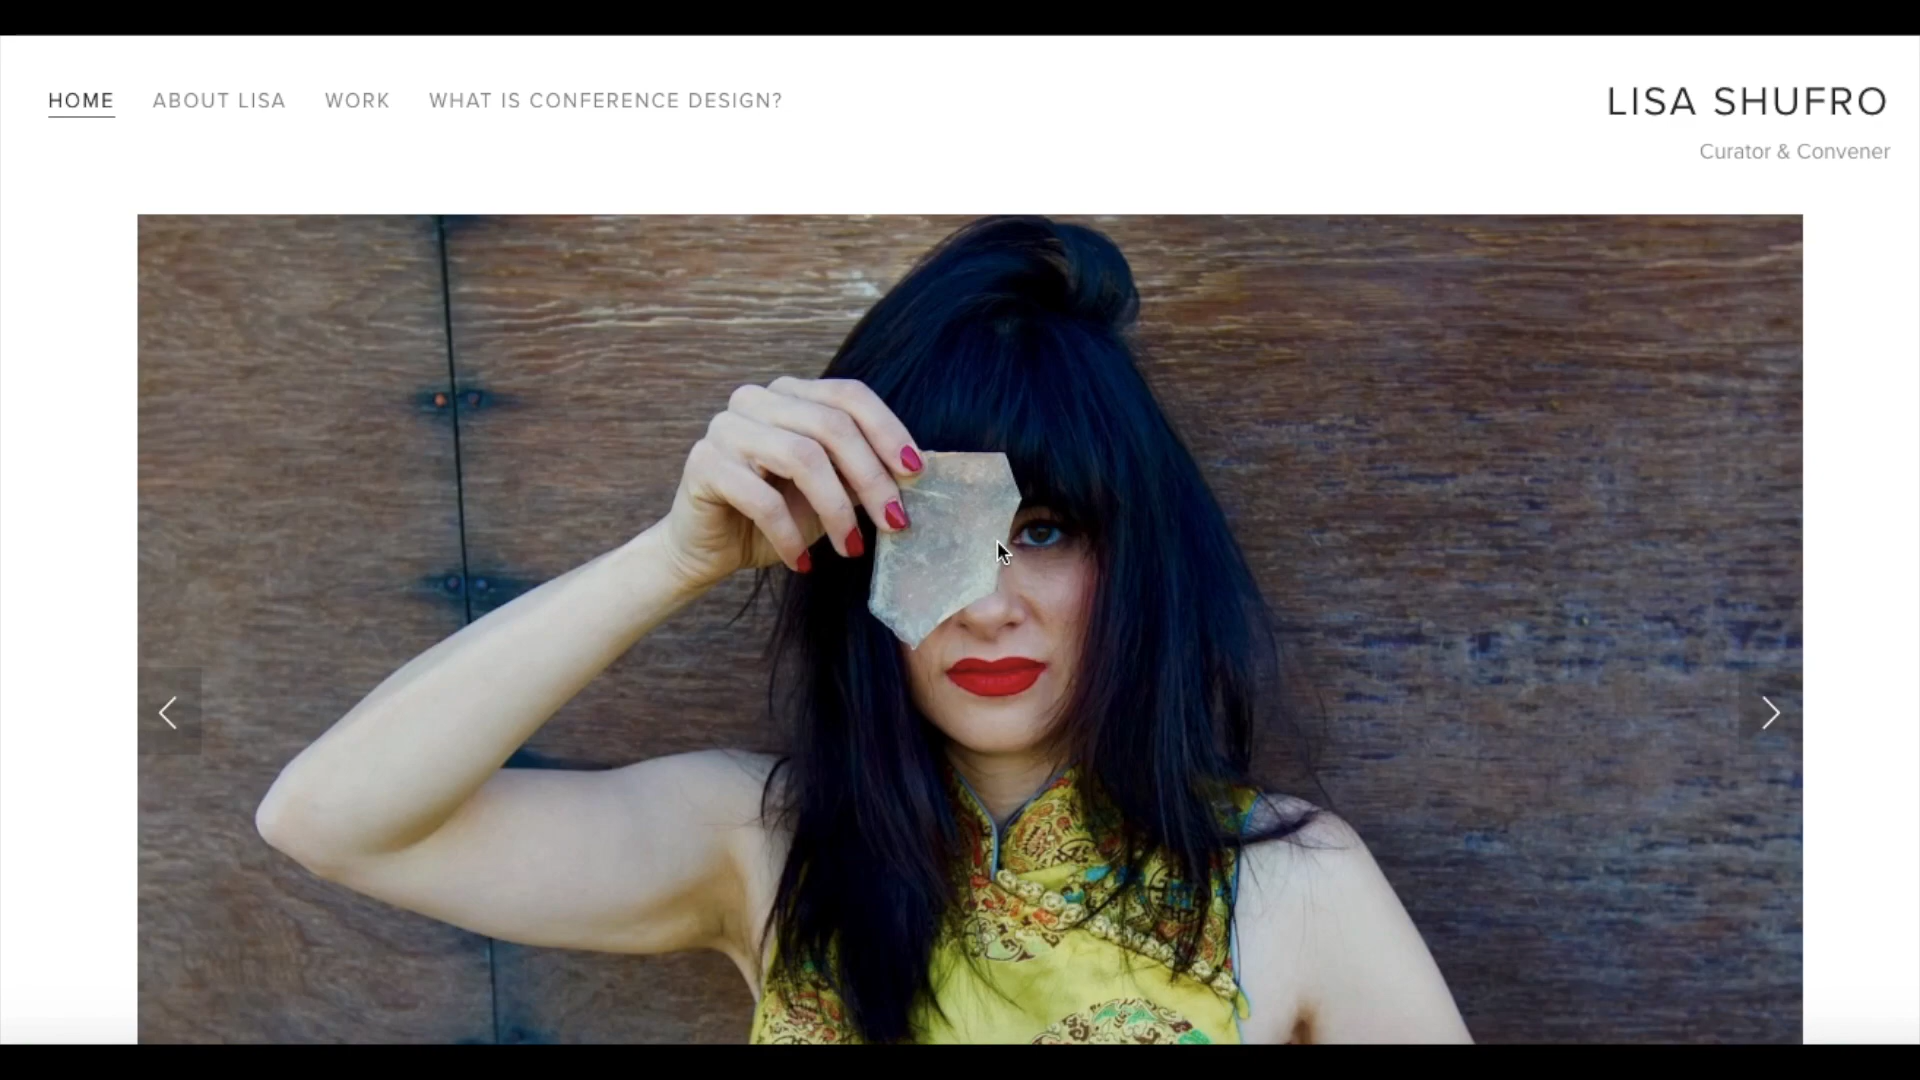 HOME ABOUT LISA WORK WHAT IS CONFERENCE DESIGN?
LISA SHUFRO
Curator & Convener